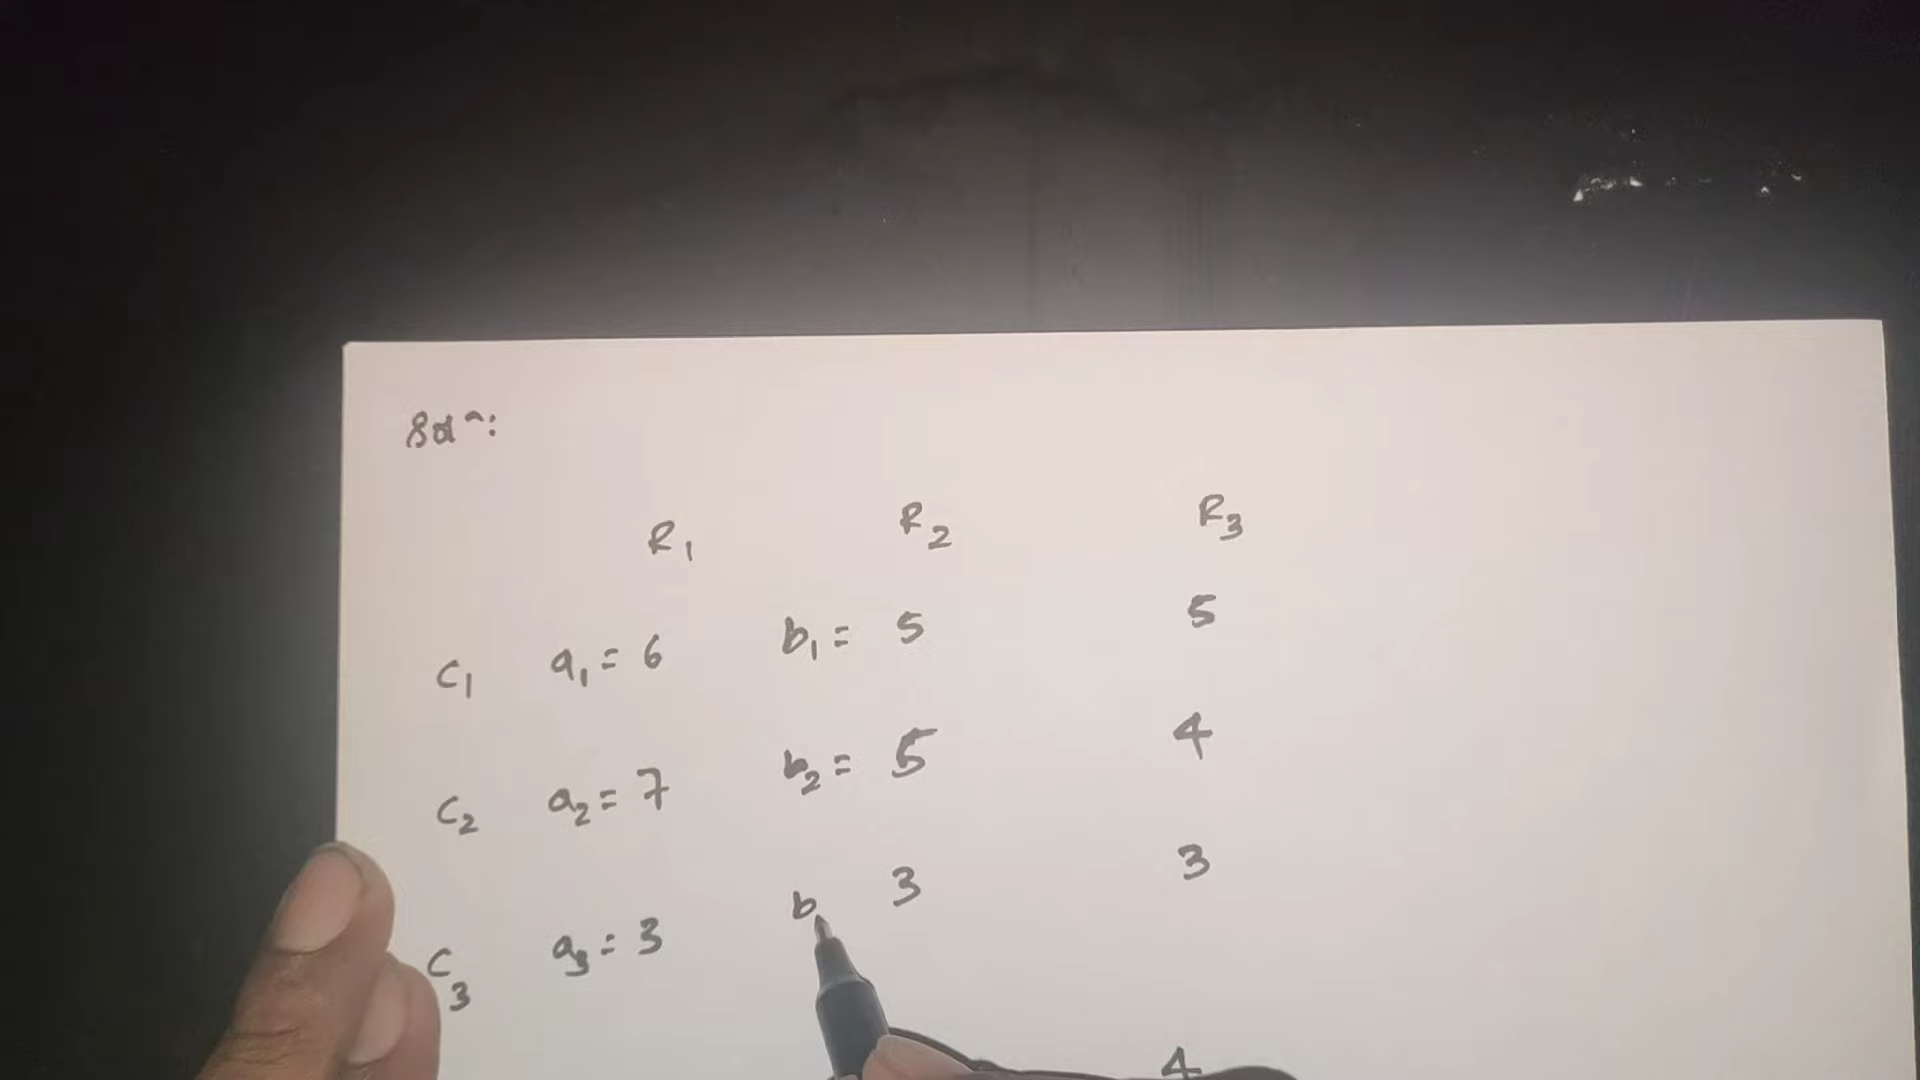 Solⁿ:
R₁ R₂ R₃
C₁ a₁ = 6 b₁ = 5 5
C₂ a₂ = 7 b₂ = 5 4
C₃ a₃ = 3 b 3 3
4